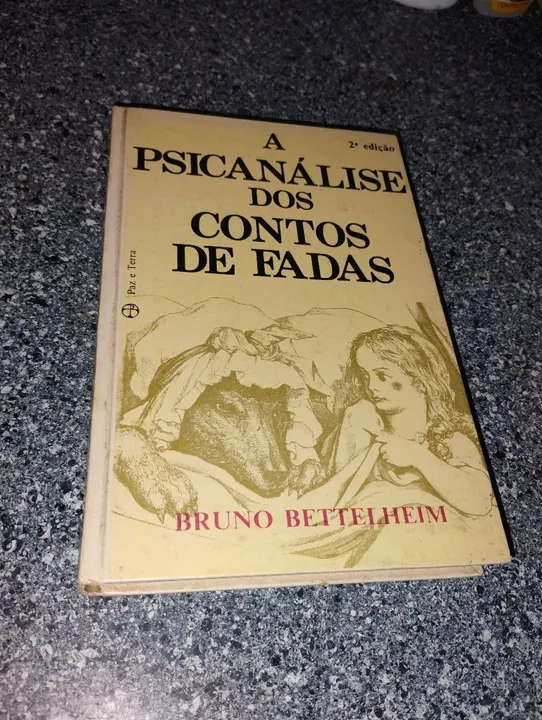 A
2ª edição
PSICANÁLISE
DOS
CONTOS
DE FADAS
Paz e Terra
BRUNO BETTELHEIM